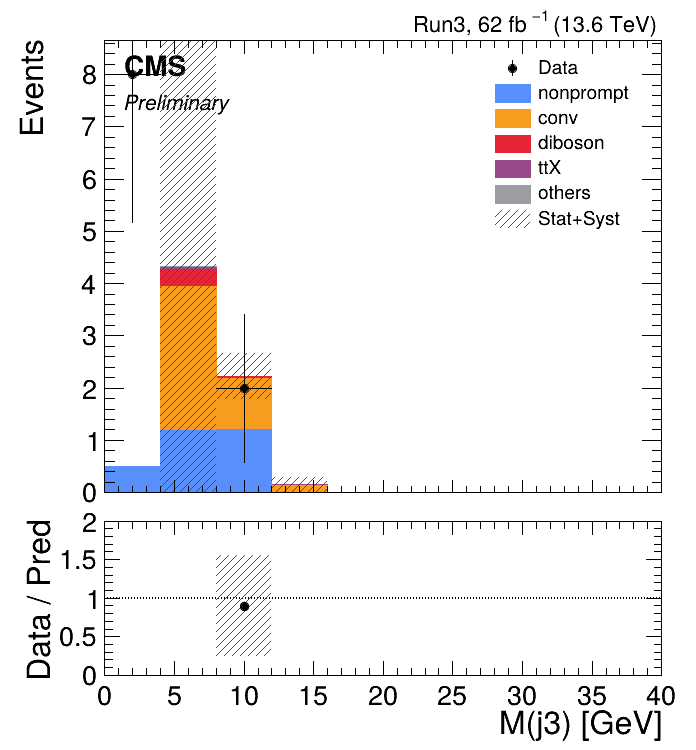 Run3, 62 fb⁻¹ (13.6 TeV)
CMS
Preliminary
Events
8
7
6
5
4
3
2
1
0
Data
nonprompt
conv
diboson
ttX
others
Stat+Syst
Data / Pred
2
1.5
1
0.5
0
0 5 10 15 20 25 30 35 40
M(j3) [GeV]